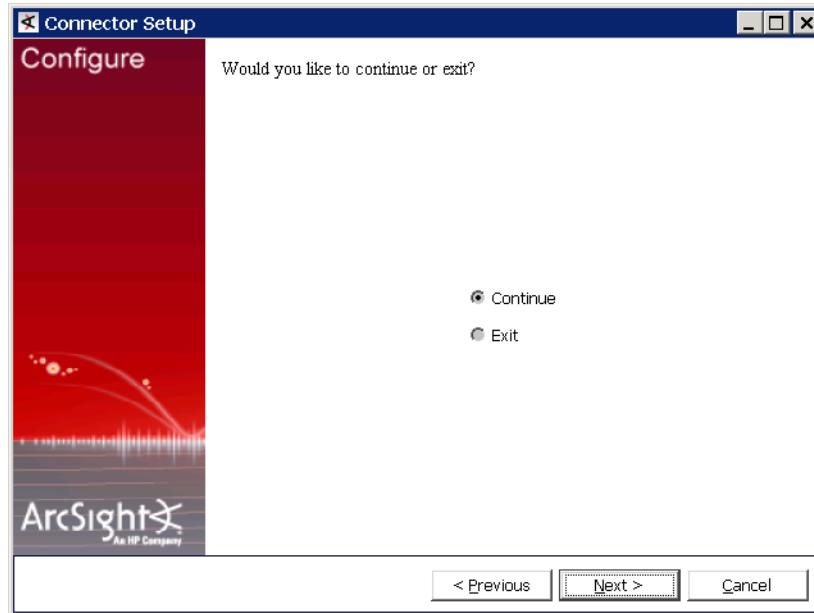 Connector Setup
Configure
Would you like to continue or exit?
Continue
Exit
ArcSight
An HP Company
< Previous
Next >
Cancel